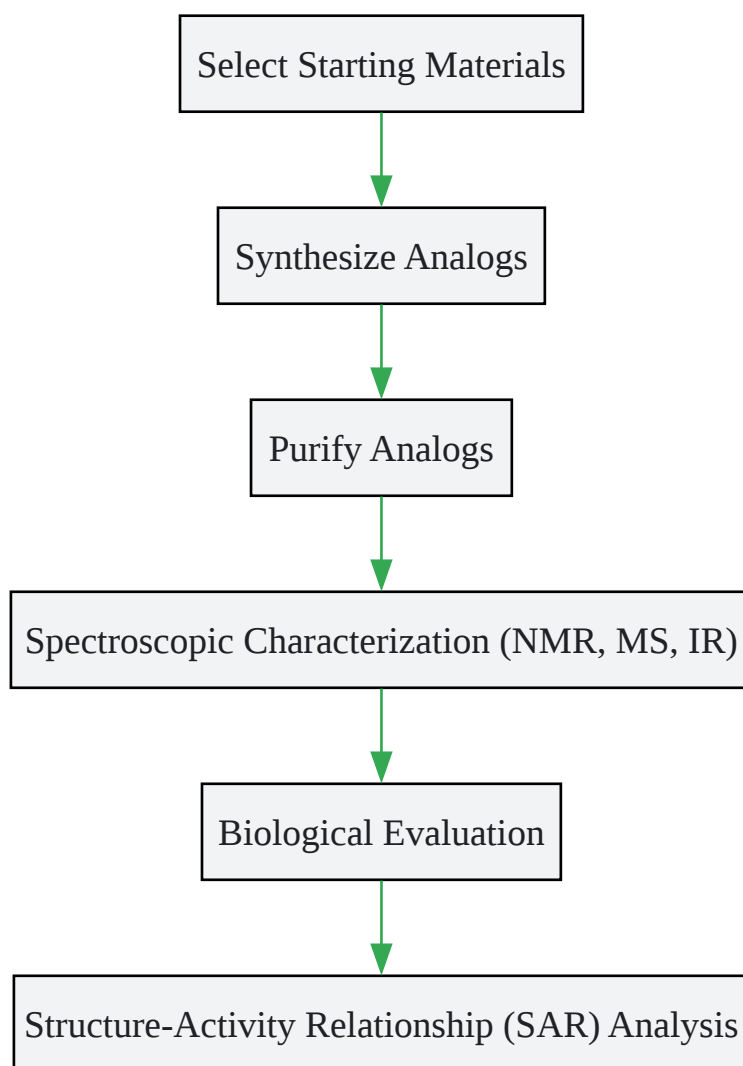 Select Starting Materials
Synthesize Analogs
Purify Analogs
Spectroscopic Characterization (NMR, MS, IR)
Biological Evaluation
Structure-Activity Relationship (SAR) Analysis